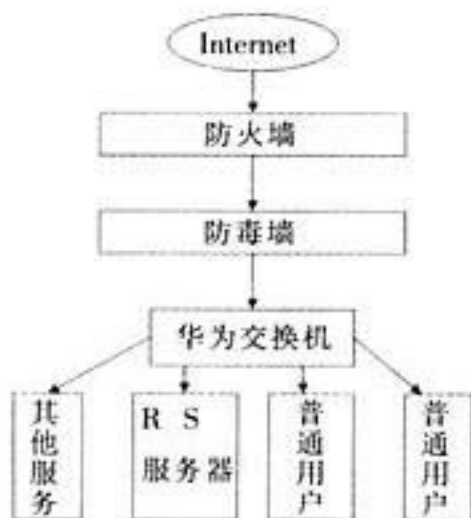 Internet
防火墙
防毒墙
华为交换机
其他服务
R S
服务器
普通用户
普通用户